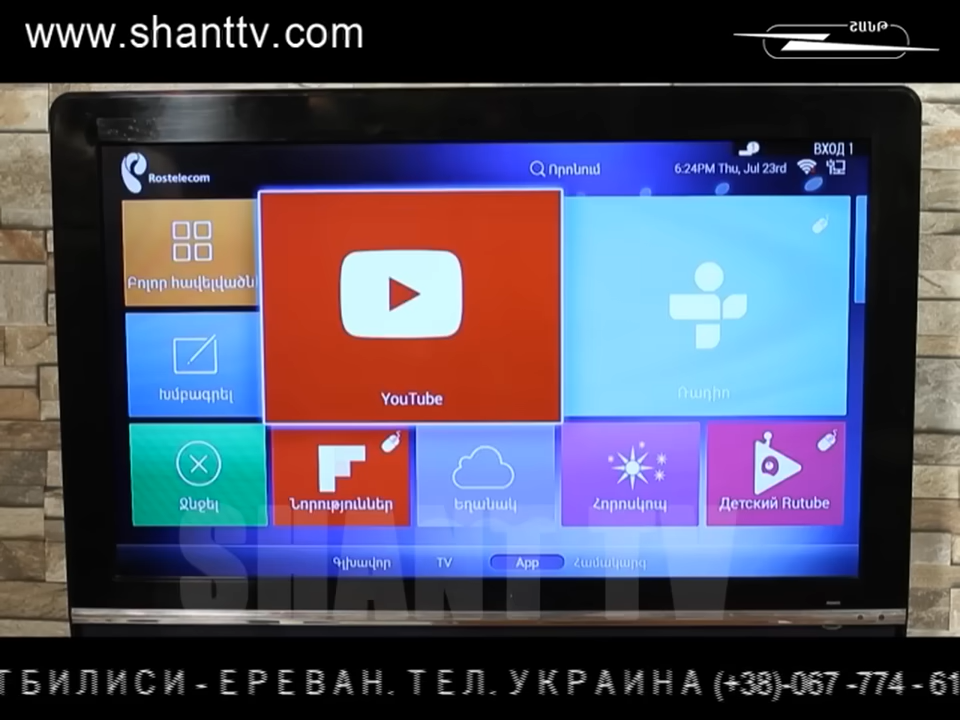 www.shanttv.com
ՇԱՆԹ
ВХОД 1
Rostelecom
Որոնում
6:24PM Thu, Jul 23rd
Բոլոր հավելվածն
YouTube
Ռադիո
Խմբագրել
Ջնջել
Նորություններ
Եղանակ
Հորոսկոպ
Детский Rutube
Գլխավոր
TV
App
Համակարգ
SHANT TV
ТБИЛИСИ - ЕРЕВАН. ТЕЛ. УКРАИНА (+38)-067 -774 - 61